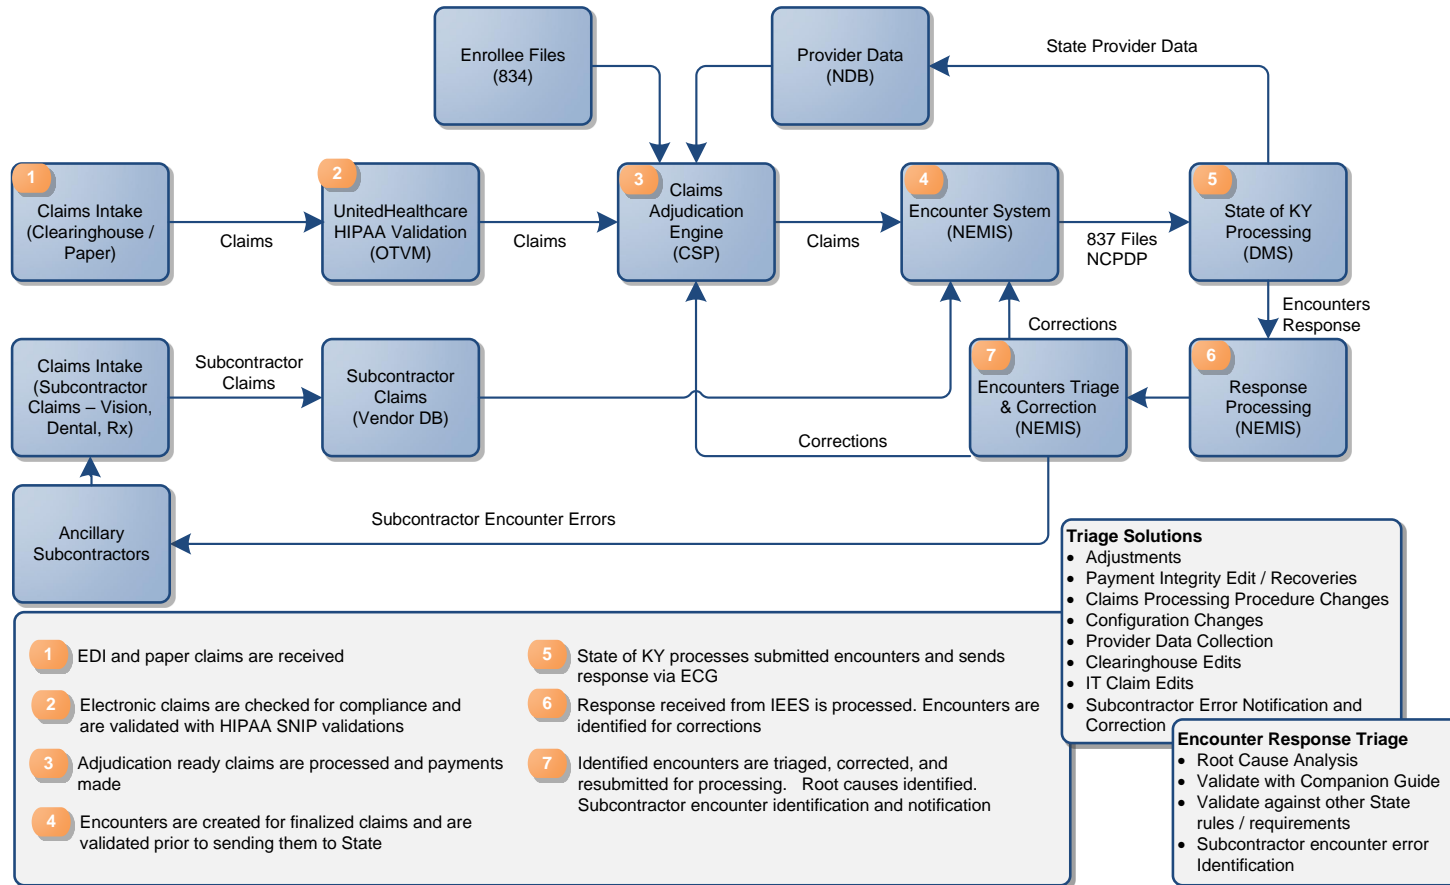 Enrollee Files
(834)
Provider Data
(NDB)
State Provider Data
1
Claims Intake
(Clearinghouse /
Paper)
Claims
2
UnitedHealthcare
HIPAA Validation
(OTVM)
Claims
3
Claims
Adjudication
Engine
(CSP)
Claims
4
Encounter System
(NEMIS)
837 Files
NCPDP
5
State of KY
Processing
(DMS)
Encounters
Response
Claims Intake
(Subcontractor
Claims – Vision,
Dental, Rx)
Subcontractor
Claims
Subcontractor
Claims
(Vendor DB)
Corrections
Corrections
7
Encounters Triage
& Correction
(NEMIS)
6
Response
Processing
(NEMIS)
Ancillary
Subcontractors
Subcontractor Encounter Errors
1 EDI and paper claims are received
2 Electronic claims are checked for compliance and
are validated with HIPAA SNIP validations
3 Adjudication ready claims are processed and payments
made
4 Encounters are created for finalized claims and are
validated prior to sending them to State
5 State of KY processes submitted encounters and sends
response via ECG
6 Response received from IEES is processed. Encounters are
identified for corrections
7 Identified encounters are triaged, corrected, and
resubmitted for processing. Root causes identified.
Subcontractor encounter identification and notification
Triage Solutions
• Adjustments
• Payment Integrity Edit / Recoveries
• Claims Processing Procedure Changes
• Configuration Changes
• Provider Data Collection
• Clearinghouse Edits
• IT Claim Edits
• Subcontractor Error Notification and
Correction
Encounter Response Triage
• Root Cause Analysis
• Validate with Companion Guide
• Validate against other State
rules / requirements
• Subcontractor encounter error
Identification